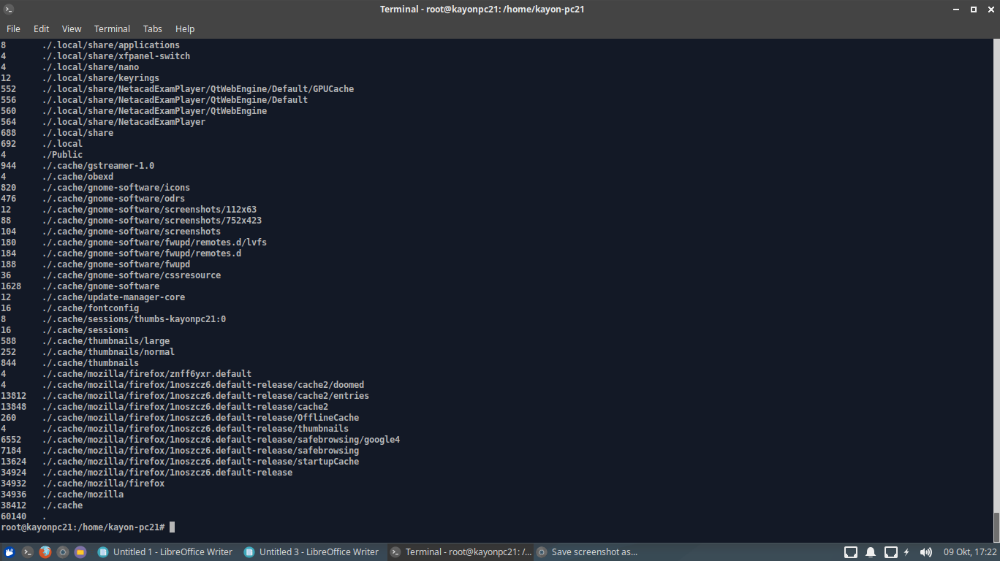 Terminal - root@kayonpc21: /home/kayon-pc21
File Edit View Terminal Tabs Help
8 ./.local/share/applications
4 ./.local/share/xfpanel-switch
4 ./.local/share/nano
12 ./.local/share/keyrings
552 ./.local/share/NetacadExamPlayer/QtWebEngine/Default/GPUCache
556 ./.local/share/NetacadExamPlayer/QtWebEngine/Default
560 ./.local/share/NetacadExamPlayer/QtWebEngine
564 ./.local/share/NetacadExamPlayer
688 ./.local/share
692 ./.local
4 ./Public
944 ./.cache/gstreamer-1.0
4 ./.cache/obexd
820 ./.cache/gnome-software/icons
476 ./.cache/gnome-software/odrs
12 ./.cache/gnome-software/screenshots/112x63
88 ./.cache/gnome-software/screenshots/752x423
104 ./.cache/gnome-software/screenshots
180 ./.cache/gnome-software/fwupd/remotes.d/lvfs
184 ./.cache/gnome-software/fwupd/remotes.d
188 ./.cache/gnome-software/fwupd
36 ./.cache/gnome-software/cssresource
1628 ./.cache/gnome-software
12 ./.cache/update-manager-core
16 ./.cache/fontconfig
8 ./.cache/sessions/thumbs-kayonpc21:0
16 ./.cache/sessions
588 ./.cache/thumbnails/large
252 ./.cache/thumbnails/normal
844 ./.cache/thumbnails
4 ./.cache/mozilla/firefox/znff6yxr.default
4 ./.cache/mozilla/firefox/1noszcz6.default-release/cache2/doomed
13812 ./.cache/mozilla/firefox/1noszcz6.default-release/cache2/entries
13848 ./.cache/mozilla/firefox/1noszcz6.default-release/cache2
260 ./.cache/mozilla/firefox/1noszcz6.default-release/OfflineCache
4 ./.cache/mozilla/firefox/1noszcz6.default-release/thumbnails
6552 ./.cache/mozilla/firefox/1noszcz6.default-release/safebrowsing/google4
7184 ./.cache/mozilla/firefox/1noszcz6.default-release/safebrowsing
13624 ./.cache/mozilla/firefox/1noszcz6.default-release/startupCache
34924 ./.cache/mozilla/firefox/1noszcz6.default-release
34932 ./.cache/mozilla/firefox
34936 ./.cache/mozilla
38412 ./.cache
60140 .
root@kayonpc21:/home/kayon-pc21#
Untitled 1 - LibreOffice Writer Untitled 3 - LibreOffice Writer Terminal - root@kayonpc21: /... Save screenshot as... 09 Okt, 17:22